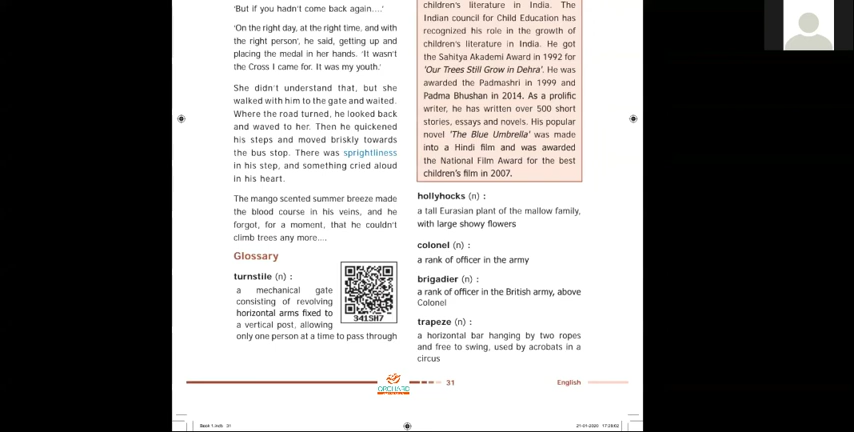 'But if you hadn't come back again....'
'On the right day, at the right time, and with
the right person', he said, getting up and
placing the medal in her hands. 'It wasn't
the Cross I came for. It was my youth.'
She didn't understand that, but she
walked with him to the gate and waited.
Where the road turned, he looked back
and waved to her. Then he quickened
his steps and moved briskly towards
the bus stop. There was sprightliness
in his step, and something cried aloud
in his heart.
The mango scented summer breeze made
the blood course in his veins, and he
forgot, for a moment, that he couldn't
climb trees any more....
Glossary
turnstile (n) :
a mechanical gate
consisting of revolving
horizontal arms fixed to
a vertical post, allowing
only one person at a time to pass through
341SH7
children's literature in India. The
Indian council for Child Education has
recognized his role in the growth of
children's literature in India. He got
the Sahitya Akademi Award in 1992 for
'Our Trees Still Grow in Dehra'. He was
awarded the Padmashri in 1999 and
Padma Bhushan in 2014. As a prolific
writer, he has written over 500 short
stories, essays and novels. His popular
novel 'The Blue Umbrella' was made
into a Hindi film and was awarded
the National Film Award for the best
children's film in 2007.
hollyhocks (n) :
a tall Eurasian plant of the mallow family,
with large showy flowers
colonel (n) :
a rank of officer in the army
brigadier (n) :
a rank of officer in the British army, above
Colonel
trapeze (n) :
a horizontal bar hanging by two ropes
and free to swing, used by acrobats in a
circus
ORCHARD
31
English
Book 1.indb 31
21-01-2020 17:28:02